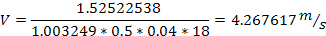 V = 1.52522538 / 1.003249 * 0.5 * 0.04 * 18 = 4.267617 m/s